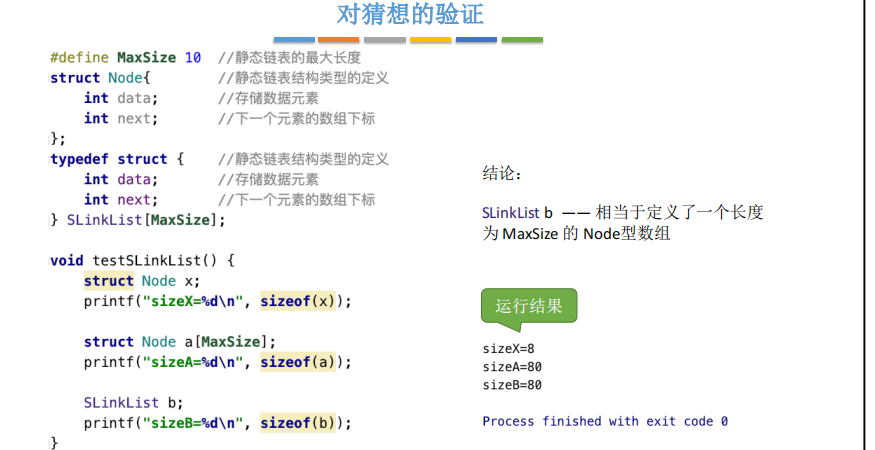 对猜想的验证
#define MaxSize 10 //静态链表的最大长度
struct Node{ //静态链表结构类型的定义
int data; //存储数据元素
int next; //下一个元素的数组下标
};
typedef struct { //静态链表结构类型的定义
int data; //存储数据元素
int next; //下一个元素的数组下标
} SLinkList[MaxSize];
void testSLinkList() {
struct Node x;
printf("sizeX=%d\n", sizeof(x));
struct Node a[MaxSize];
printf("sizeA=%d\n", sizeof(a));
SLinkList b;
printf("sizeB=%d\n", sizeof(b));
}
结论：
SLinkList b —— 相当于定义了一个长度
为 MaxSize 的 Node型数组
运行结果
sizeX=8
sizeA=80
sizeB=80
Process finished with exit code 0